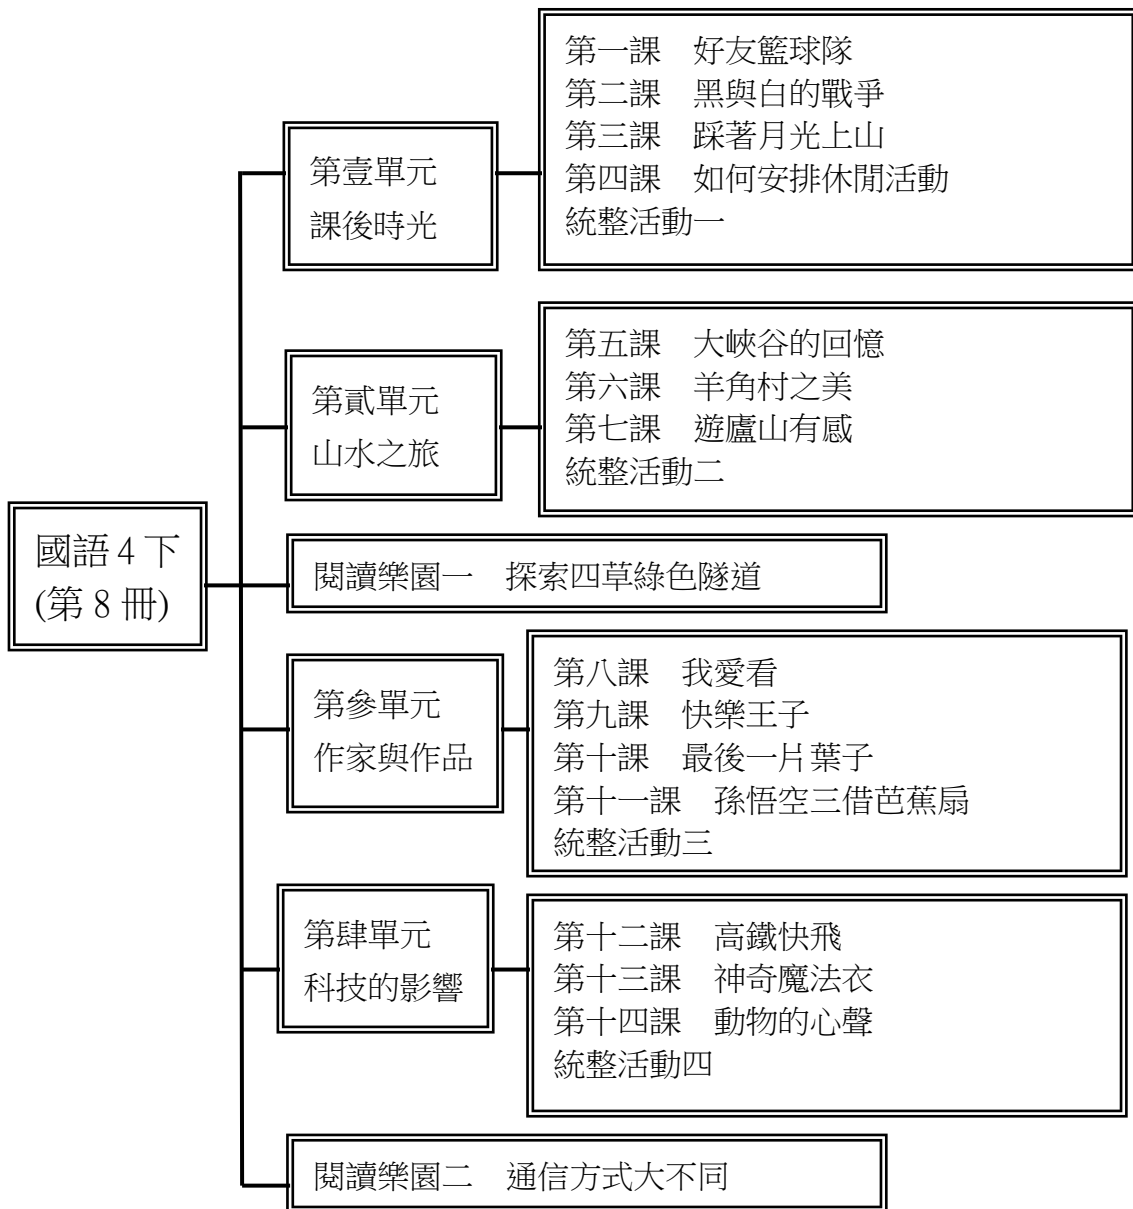 國語 4 下
(第 8 冊)
第壹單元
課後時光
第一課　好友籃球隊
第二課　黑與白的戰爭
第三課　踩著月光上山
第四課　如何安排休閒活動
統整活動一
第貳單元
山水之旅
第五課　大峽谷的回憶
第六課　羊角村之美
第七課　遊廬山有感
統整活動二
閱讀樂園一　探索四草綠色隧道
第參單元
作家與作品
第八課　我愛看
第九課　快樂王子
第十課　最後一片葉子
第十一課　孫悟空三借芭蕉扇
統整活動三
第肆單元
科技的影響
第十二課　高鐵快飛
第十三課　神奇魔法衣
第十四課　動物的心聲
統整活動四
閱讀樂園二　通信方式大不同